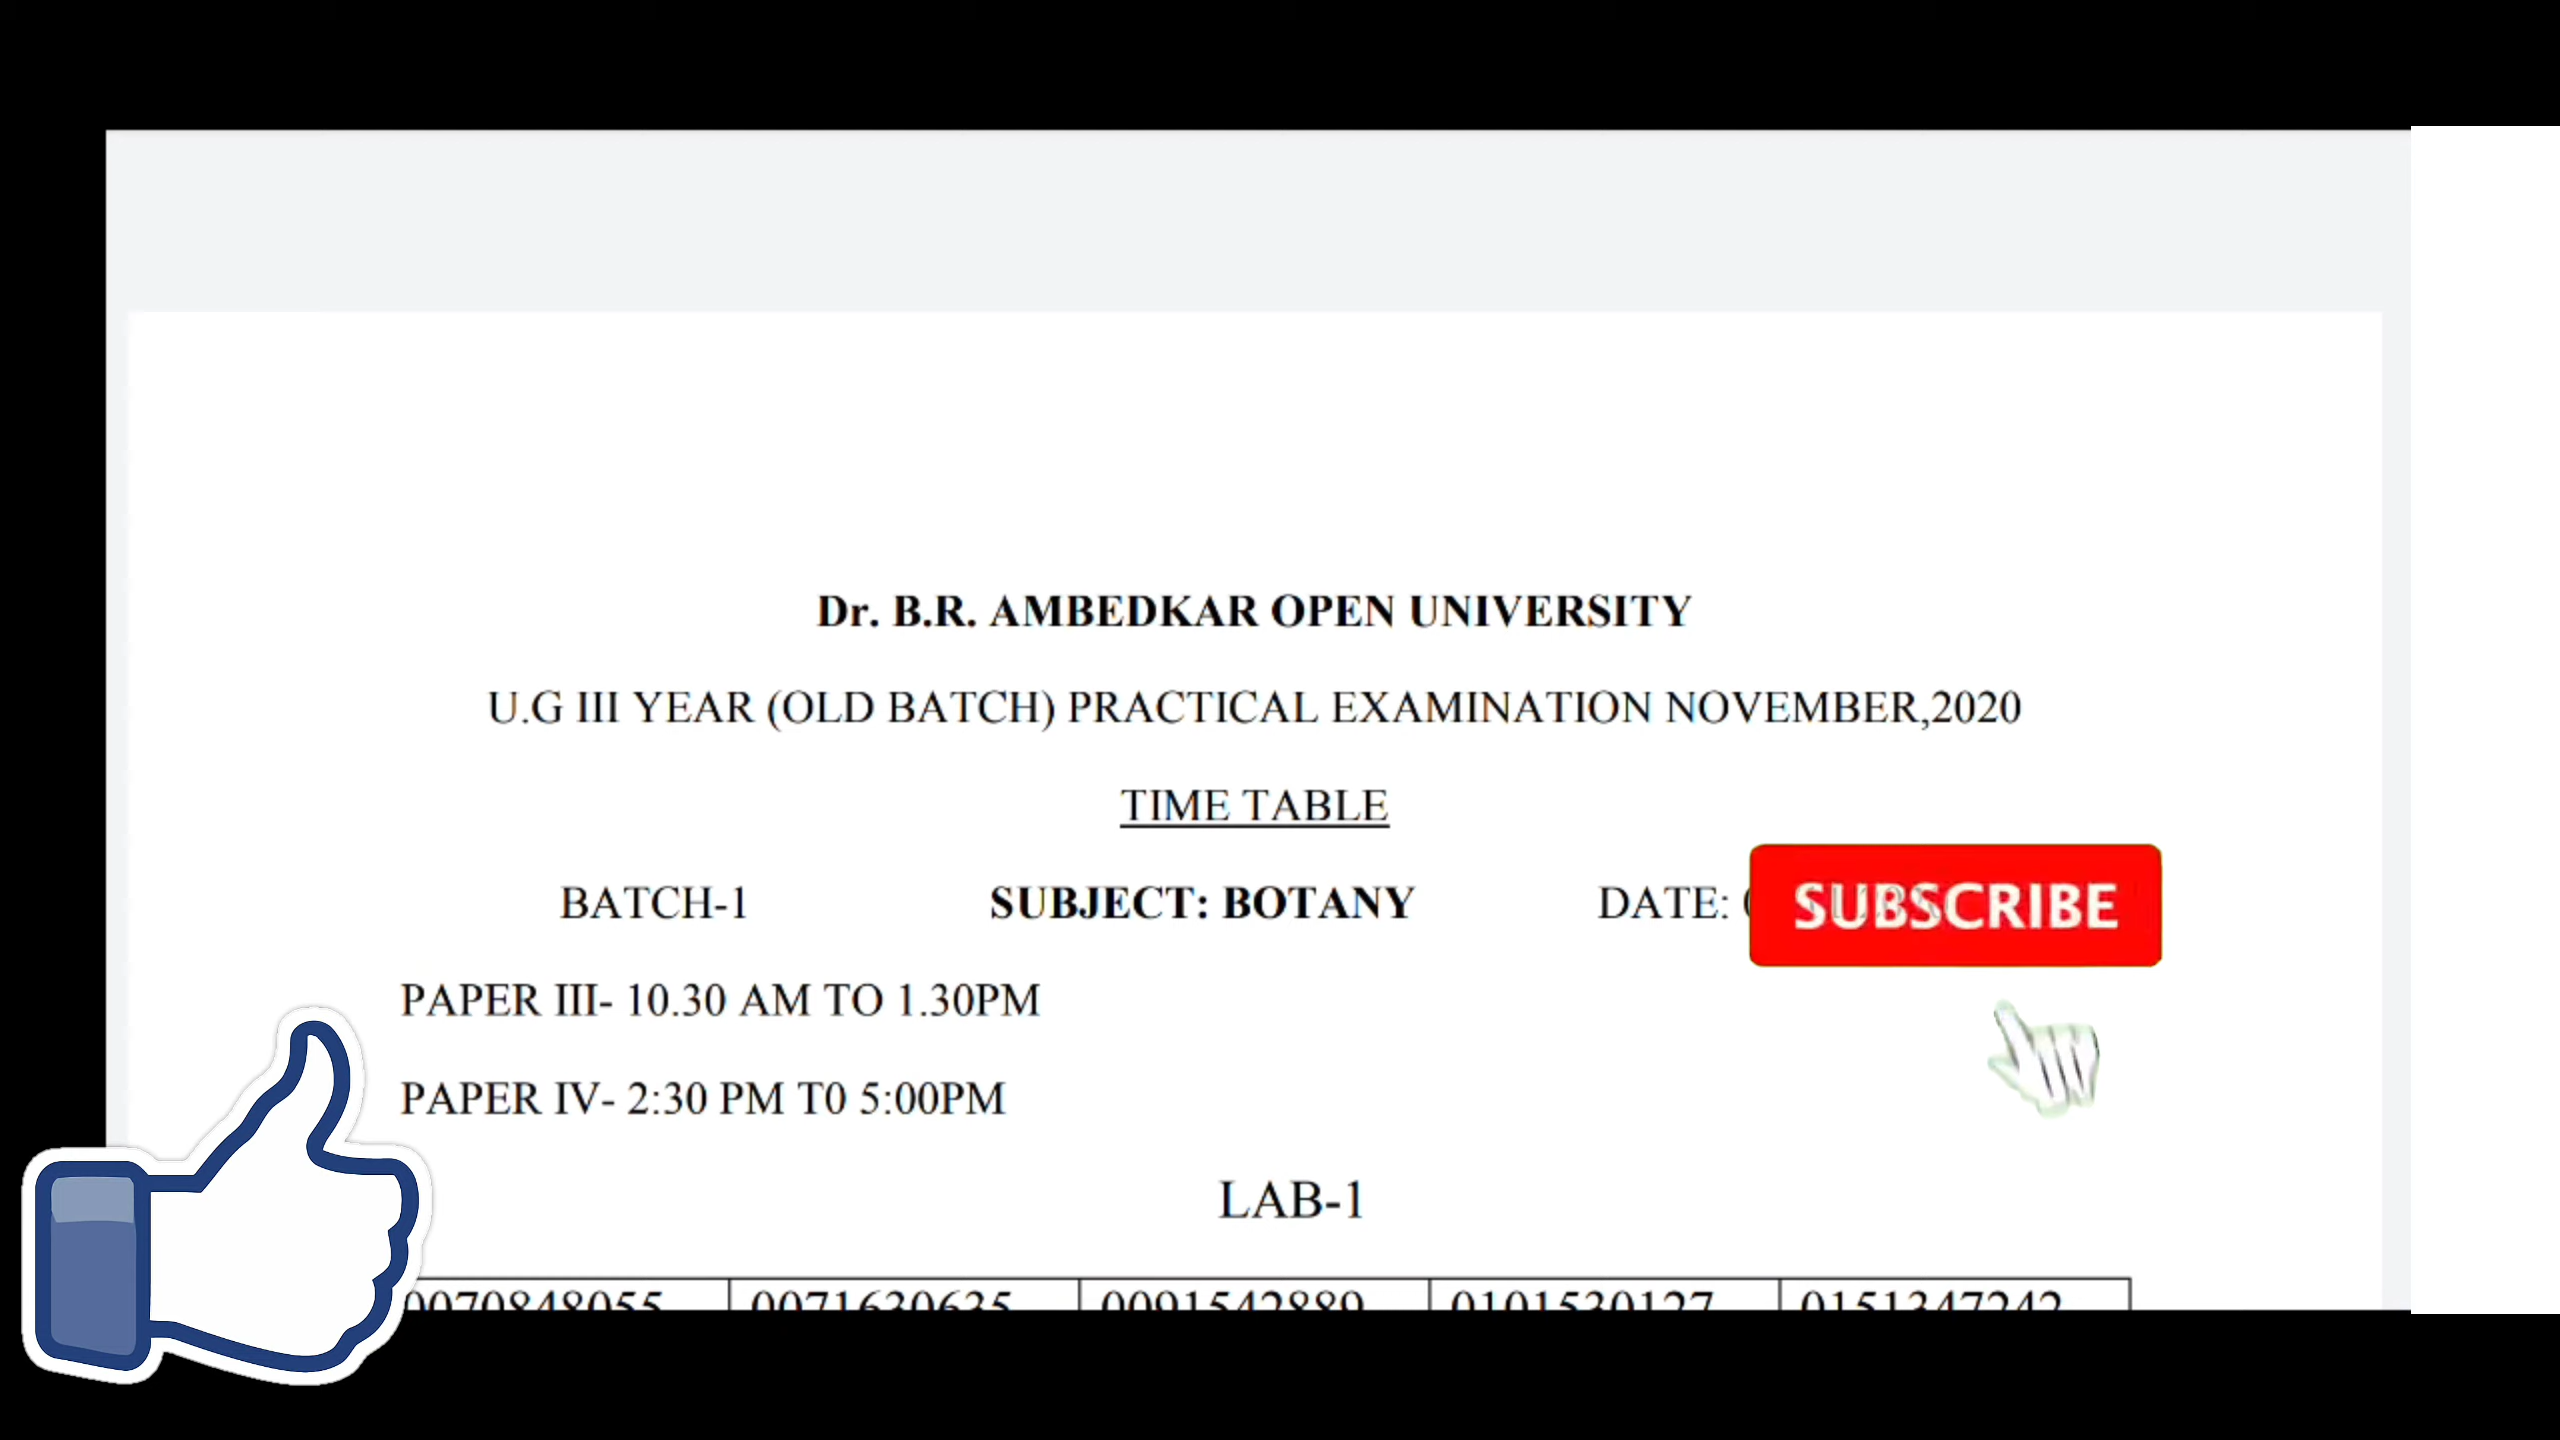 Dr. B.R. AMBEDKAR OPEN UNIVERSITY
U.G III YEAR (OLD BATCH) PRACTICAL EXAMINATION NOVEMBER,2020
TIME TABLE
BATCH-1 SUBJECT: BOTANY DATE:
SUBSCRIBE
PAPER III- 10.30 AM TO 1.30PM
PAPER IV- 2:30 PM T0 5:00PM
LAB-1